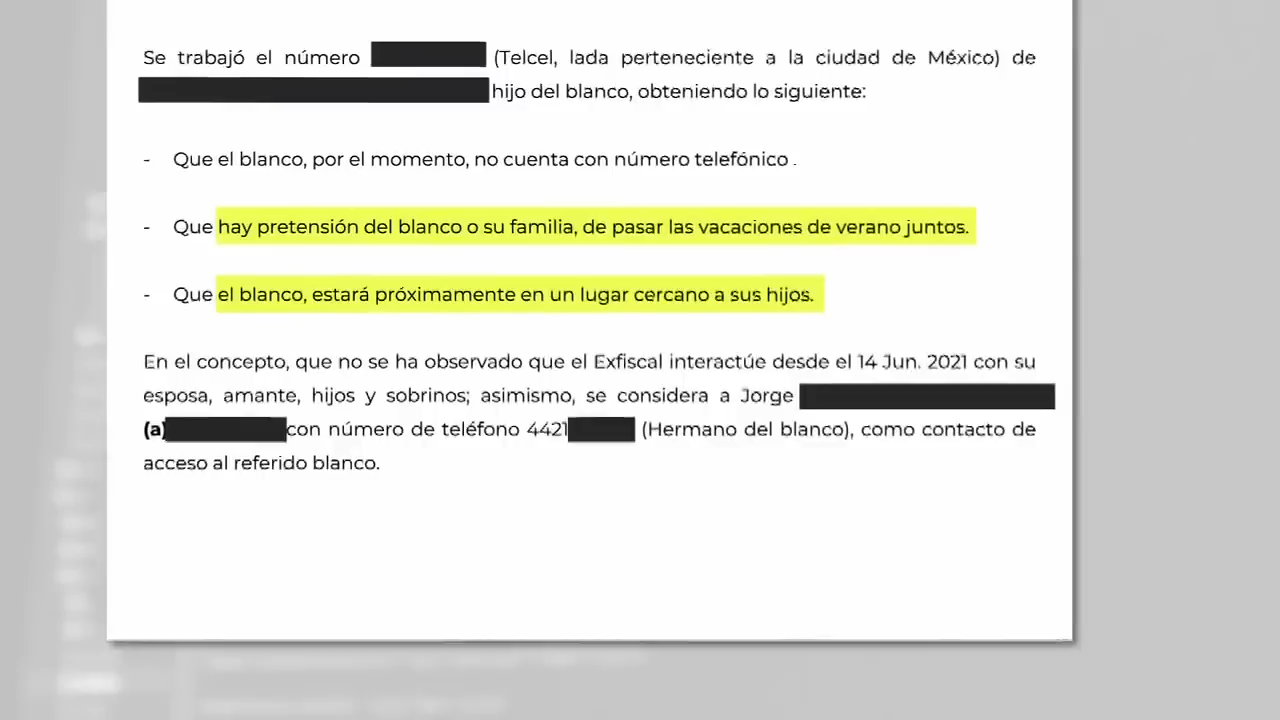 Se trabajó el número (Telcel, lada perteneciente a la ciudad de México) de
hijo del blanco, obteniendo lo siguiente:
- Que el blanco, por el momento, no cuenta con número telefónico .
- Que hay pretensión del blanco o su familia, de pasar las vacaciones de verano juntos.
- Que el blanco, estará próximamente en un lugar cercano a sus hijos.
En el concepto, que no se ha observado que el Exfiscal interactúe desde el 14 Jun. 2021 con su
esposa, amante, hijos y sobrinos; asimismo, se considera a Jorge
(a) con número de teléfono 4421 (Hermano del blanco), como contacto de
acceso al referido blanco.